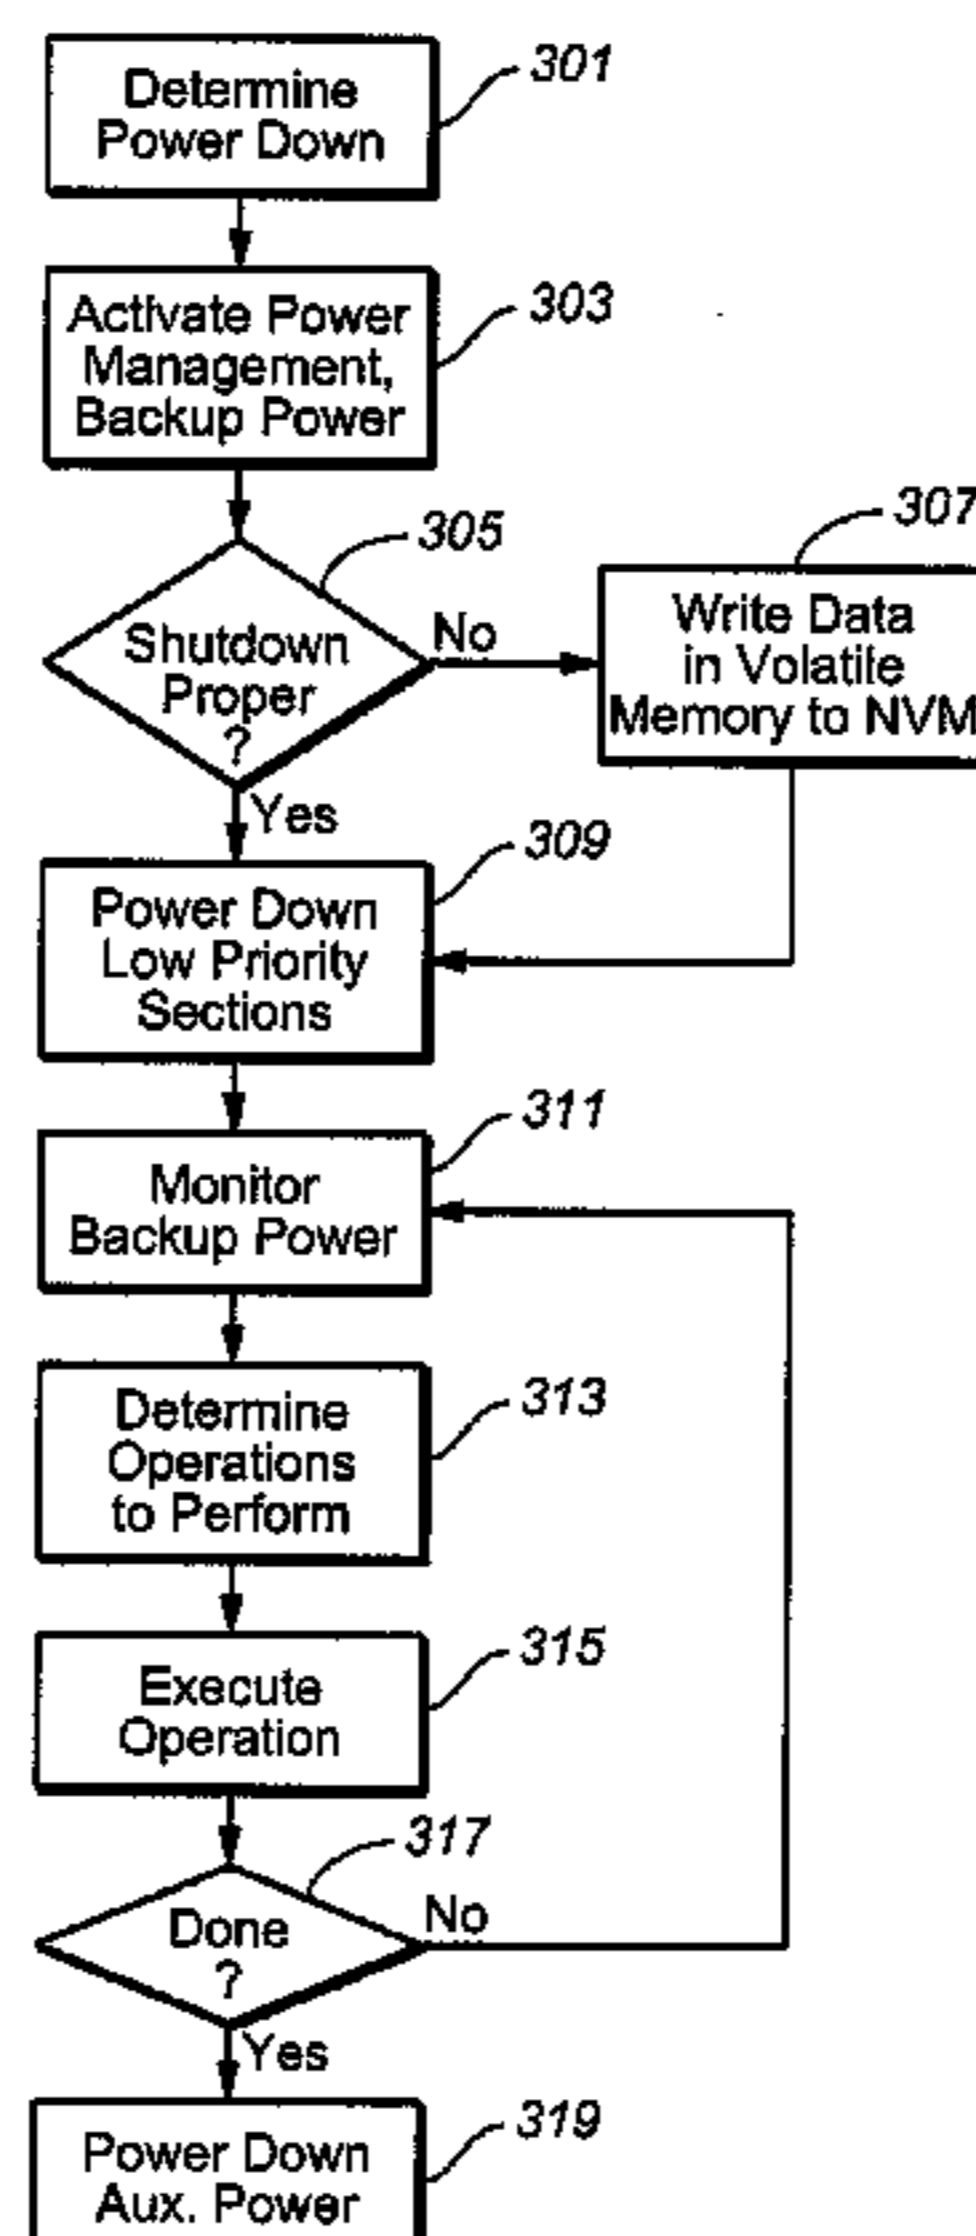 301
Determine
Power Down
303
Activate Power
Management,
Backup Power
305
Shutdown
Proper
?
No
307
Write Data
in Volatile
Memory to NVM
Yes
309
Power Down
Low Priority
Sections
311
Monitor
Backup Power
313
Determine
Operations
to Perform
315
Execute
Operation
317
Done
?
No
Yes
319
Power Down
Aux. Power